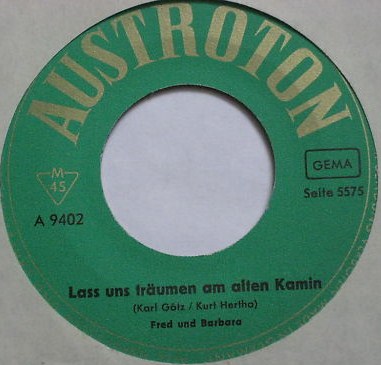 AUSTROTON
M
45
GEMA
A 9402
Seite 5575
Lass uns träumen am alten Kamin
(Karl Götz / Kurt Hertha)
Fred und Barbara